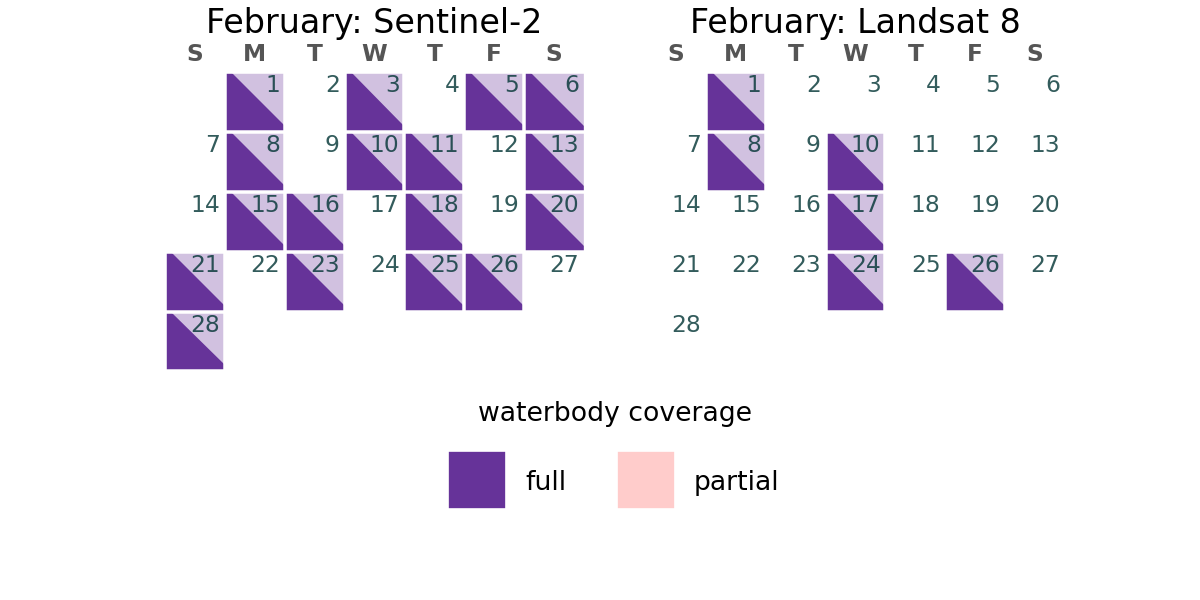 February: Sentinel-2
S M T W T F S
1 2 3 4 5 6
7 8 9 10 11 12 13
14 15 16 17 18 19 20
21 22 23 24 25 26 27
28
February: Landsat 8
S M T W T F S
1 2 3 4 5 6
7 8 9 10 11 12 13
14 15 16 17 18 19 20
21 22 23 24 25 26 27
28
waterbody coverage
full partial